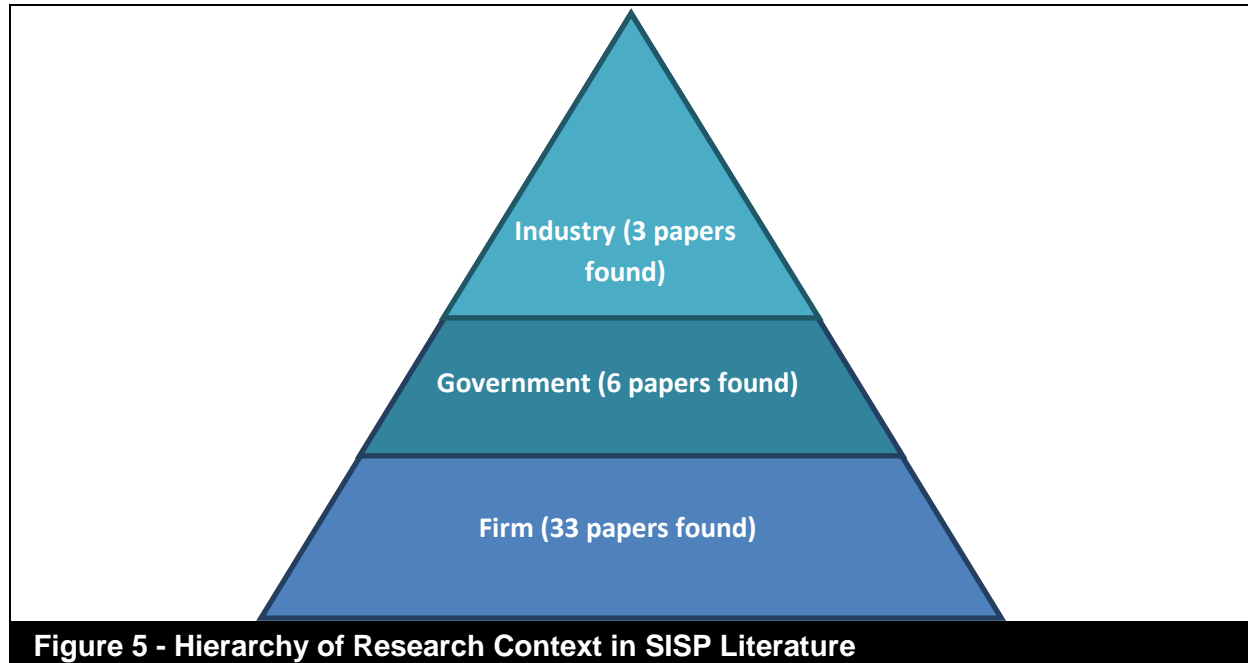 Industry (3 papers
found)
Government (6 papers found)
Firm (33 papers found)
Figure 5 - Hierarchy of Research Context in SISP Literature